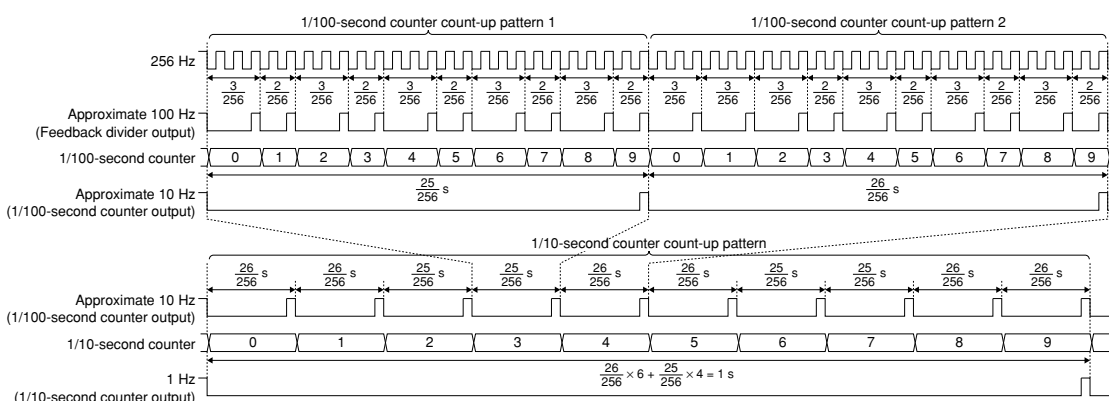 1/100-second counter count-up pattern 1 1/100-second counter count-up pattern 2
256 Hz
3/256 2/256 3/256 2/256 3/256 2/256 3/256 2/256 3/256 2/256 3/256 3/256 3/256 2/256 3/256 2/256 3/256 2/256 3/256 2/256
Approximate 100 Hz
(Feedback divider output)
1/100-second counter 0 1 2 3 4 5 6 7 8 9 0 1 2 3 4 5 6 7 8 9
25/256 s 26/256 s
Approximate 10 Hz
(1/100-second counter output)
1/10-second counter count-up pattern
26/256 s 26/256 s 25/256 s 25/256 s 26/256 s 26/256 s 25/256 s 25/256 s 26/256 s 26/256 s
Approximate 10 Hz
(1/100-second counter output)
1/10-second counter 0 1 2 3 4 5 6 7 8 9
26/256 × 6 + 25/256 × 4 = 1 s
1 Hz
(1/10-second counter output)